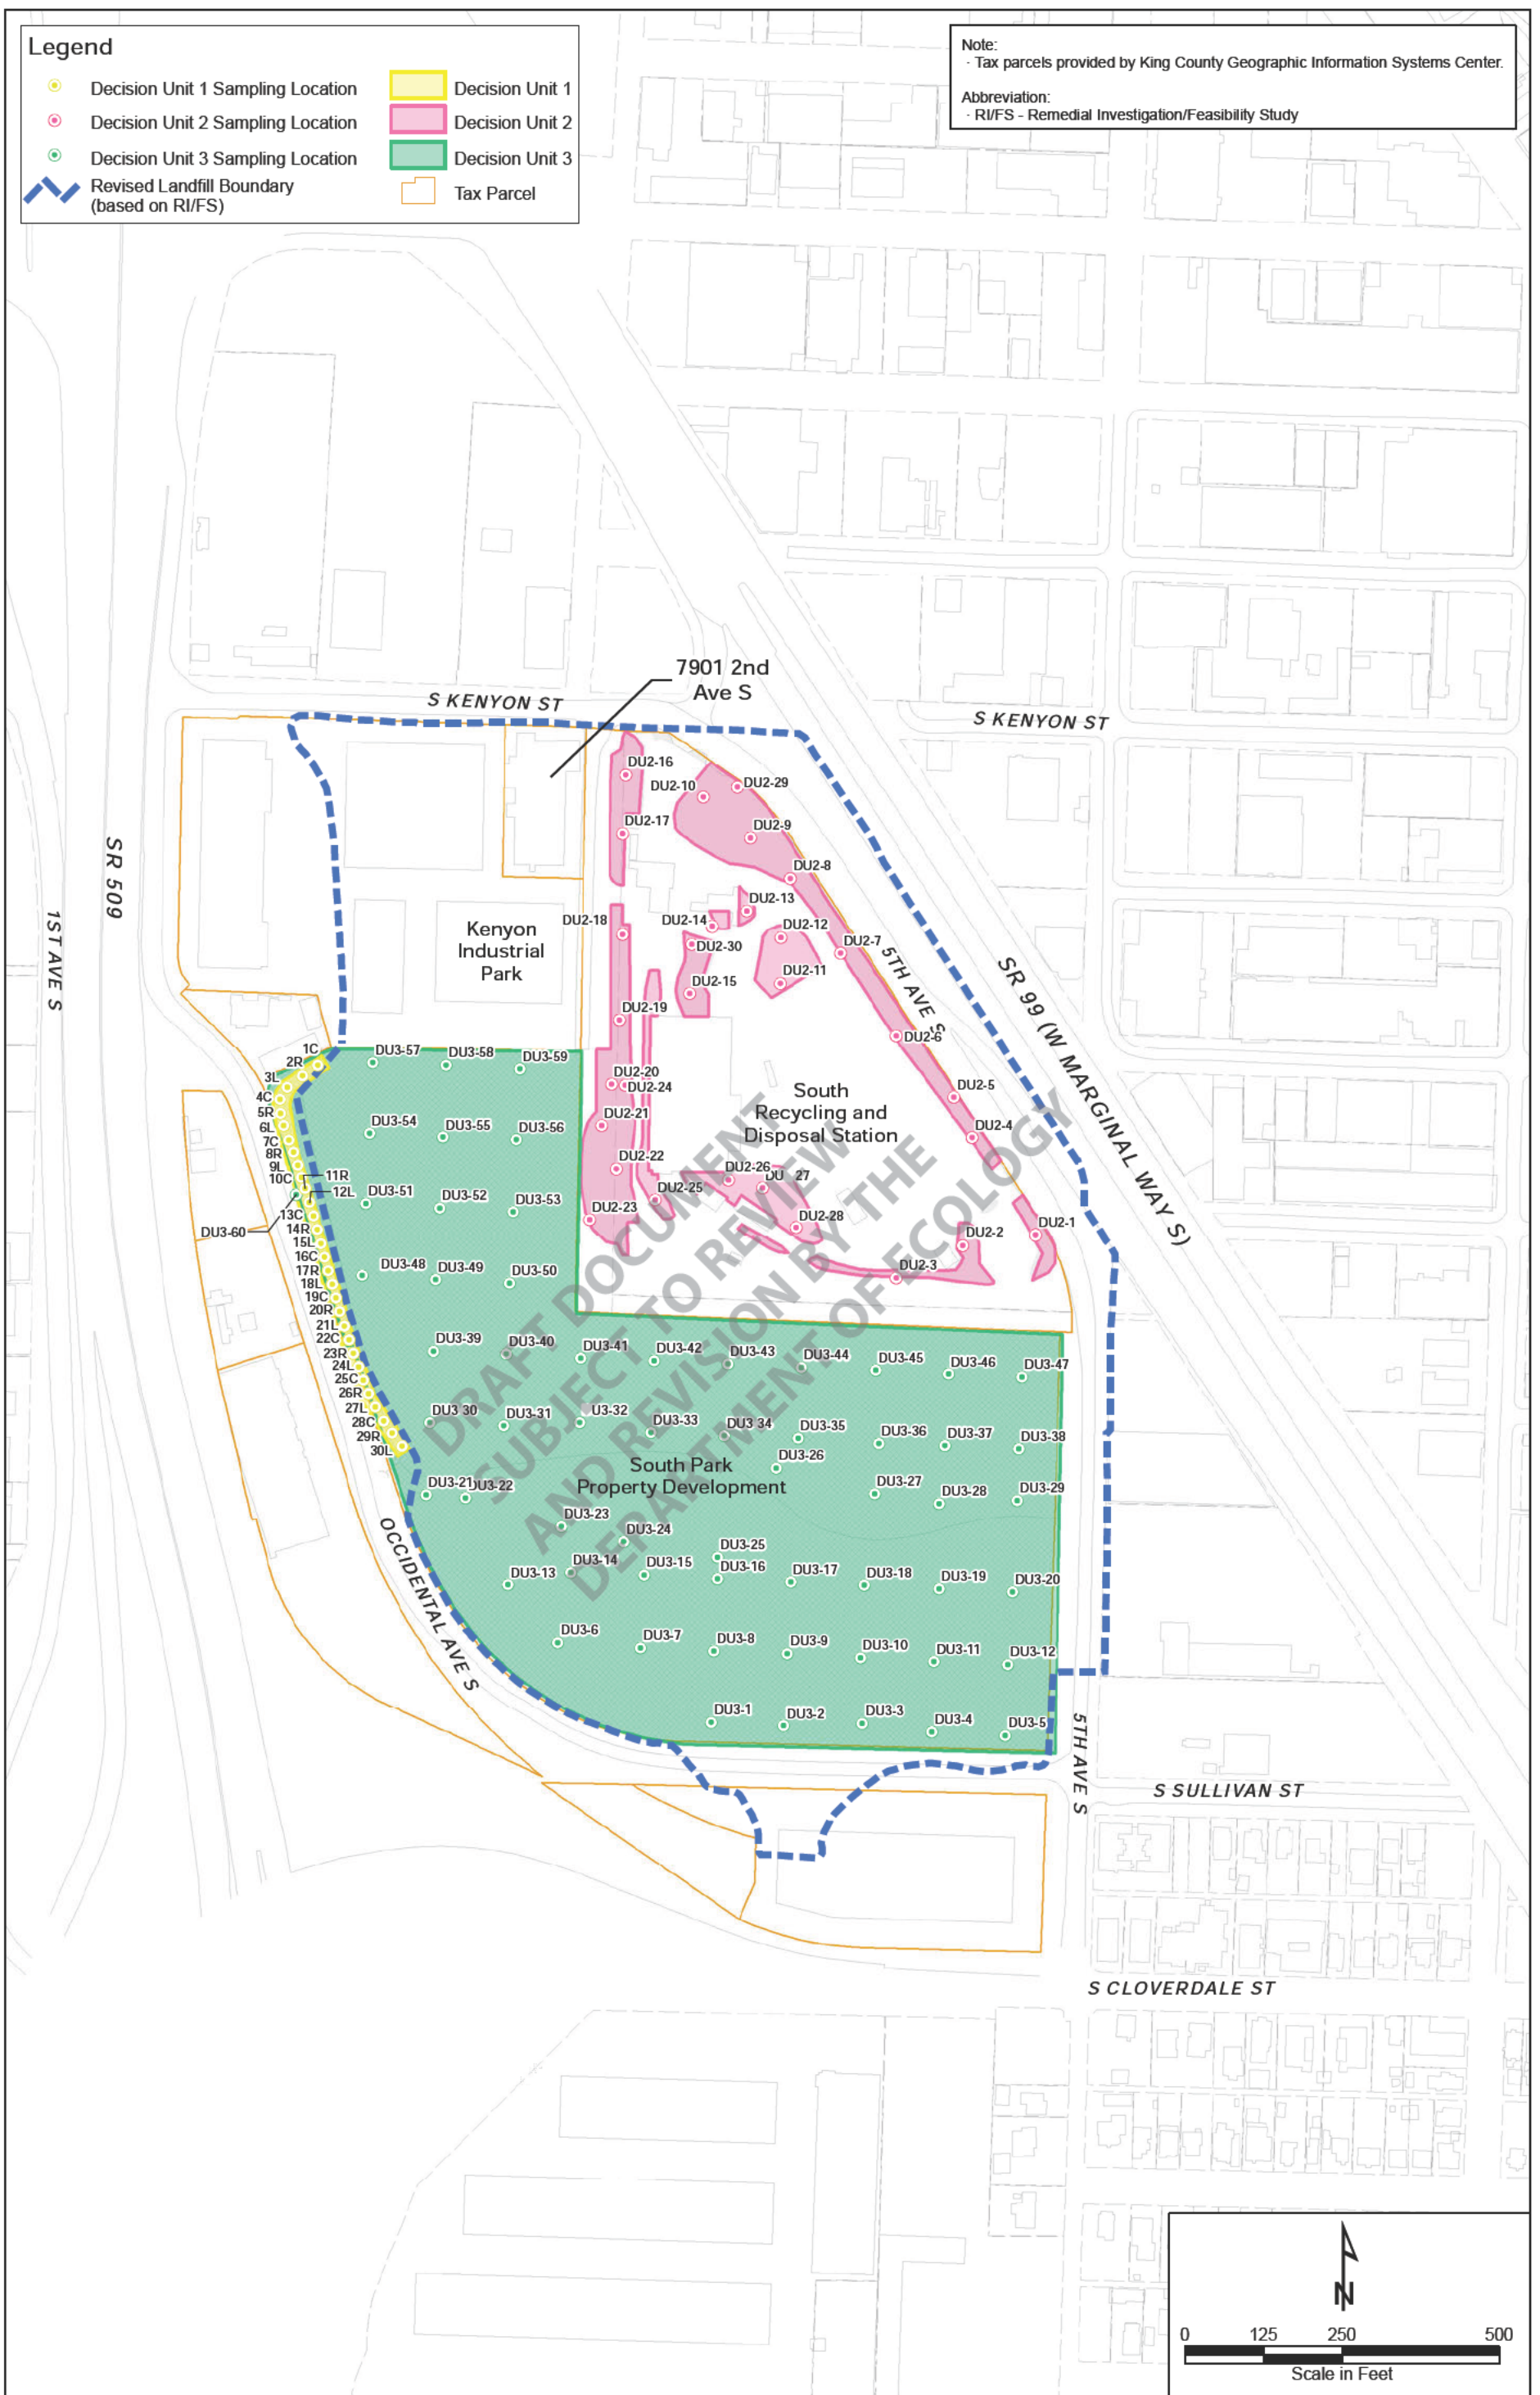 Legend
Decision Unit 1 Sampling Location
Decision Unit 1
Decision Unit 2 Sampling Location
Decision Unit 2
Decision Unit 3 Sampling Location
Decision Unit 3
Revised Landfill Boundary
(based on RI/FS)
Tax Parcel
Note:
· Tax parcels provided by King County Geographic Information Systems Center.
Abbreviation:
· RI/FS - Remedial Investigation/Feasibility Study
7901 2nd
Ave S
S KENYON ST
S KENYON ST
SR 509
1ST AVE S
DU2-16
DU2-10
DU2-29
DU2-17
DU2-9
DU2-8
DU2-13
DU2-14
DU2-18
DU2-12
DU2-30
DU2-7
DU2-11
DU2-15
DU2-19
DU2-6
5TH AVE S
SR 99 (W MARGINAL WAY S)
Kenyon
Industrial
Park
DU2-20
DU2-24
DU2-5
DU2-21
DU2-4
South
Recycling and
Disposal Station
DU2-22
DU2-26
DU 27
DU2-25
DU2-23
DU2-28
DU2-1
DU2-2
DU2-3
1C
2R
3L
4C
5R
6L
7C
8R
9L
10C
11R
12L
13C
14R
15L
16C
17R
18L
19C
20R
21L
22C
23R
24L
25C
26R
27L
28C
29R
30L
DU3-60
DU3-57
DU3-58
DU3-59
DU3-54
DU3-55
DU3-56
DU3-51
DU3-52
DU3-53
DU3-48
DU3-49
DU3-50
DU3-39
DU3-40
DU3-41
DU3-42
DU3-43
DU3-44
DU3-45
DU3-46
DU3-47
DU3 30
DU3-31
U3-32
DU3-33
DU3 34
DU3-35
DU3-36
DU3-37
DU3-38
South Park
Property Development
DU3-26
DU3-21
DU3-22
DU3-27
DU3-28
DU3-29
DU3-23
DU3-24
DU3-25
DU3-13
DU3-14
DU3-15
DU3-16
DU3-17
DU3-18
DU3-19
DU3-20
DU3-6
DU3-7
DU3-8
DU3-9
DU3-10
DU3-11
DU3-12
DU3-1
DU3-2
DU3-3
DU3-4
DU3-5
DRAFT DOCUMENT
SUBJECT TO REVIEW
AND REVISION BY THE
DEPARTMENT OF ECOLOGY
OCCIDENTAL AVE S
5TH AVE S
S SULLIVAN ST
S CLOVERDALE ST
N
0 125 250 500
Scale in Feet